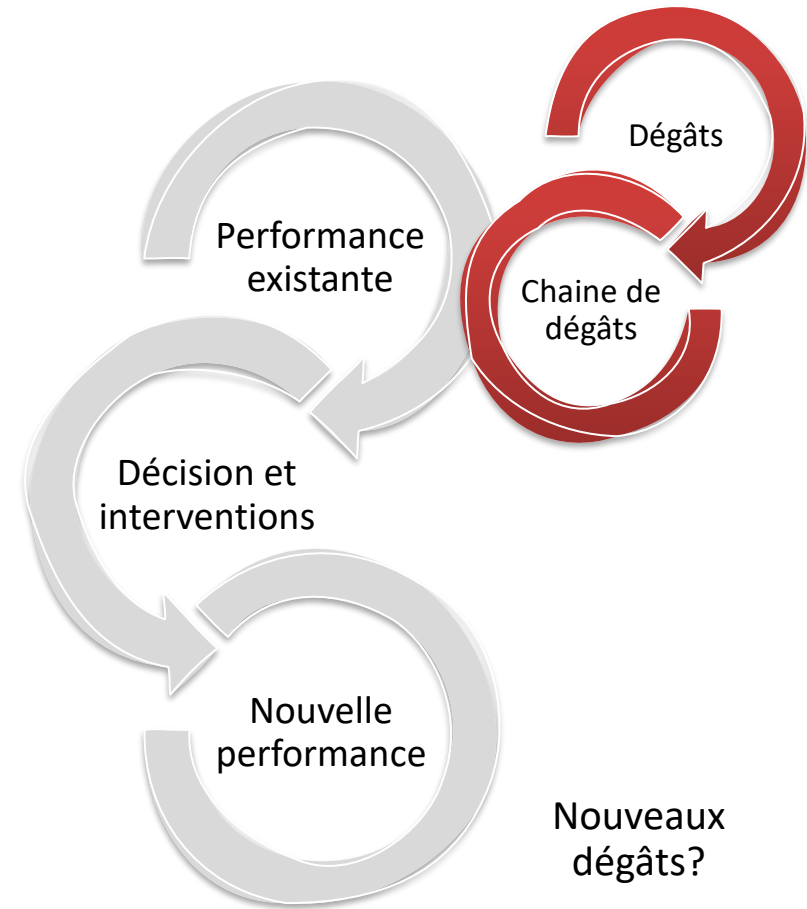 Dégâts
Performance
existante
Chaine de
dégâts
Décision et
interventions
Nouvelle
performance
Nouveaux
dégâts?